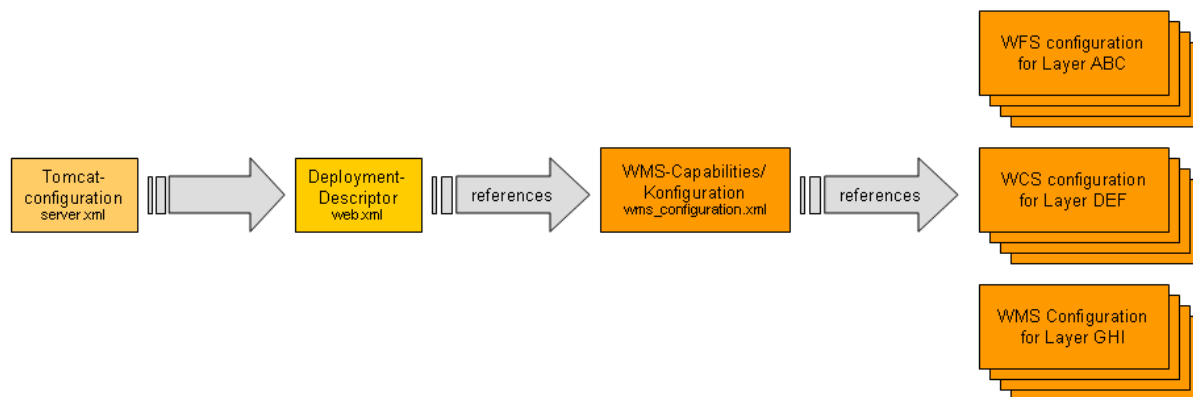 Tomcat-
configuration
server.xml
Deployment-
Descriptor
web.xml
references
WMS-Capabilities/
Konfiguration
wms_configuration.xml
references
WFS configuration
for Layer ABC
WCS configuration
for Layer DEF
WMS Configuration
for Layer GHI